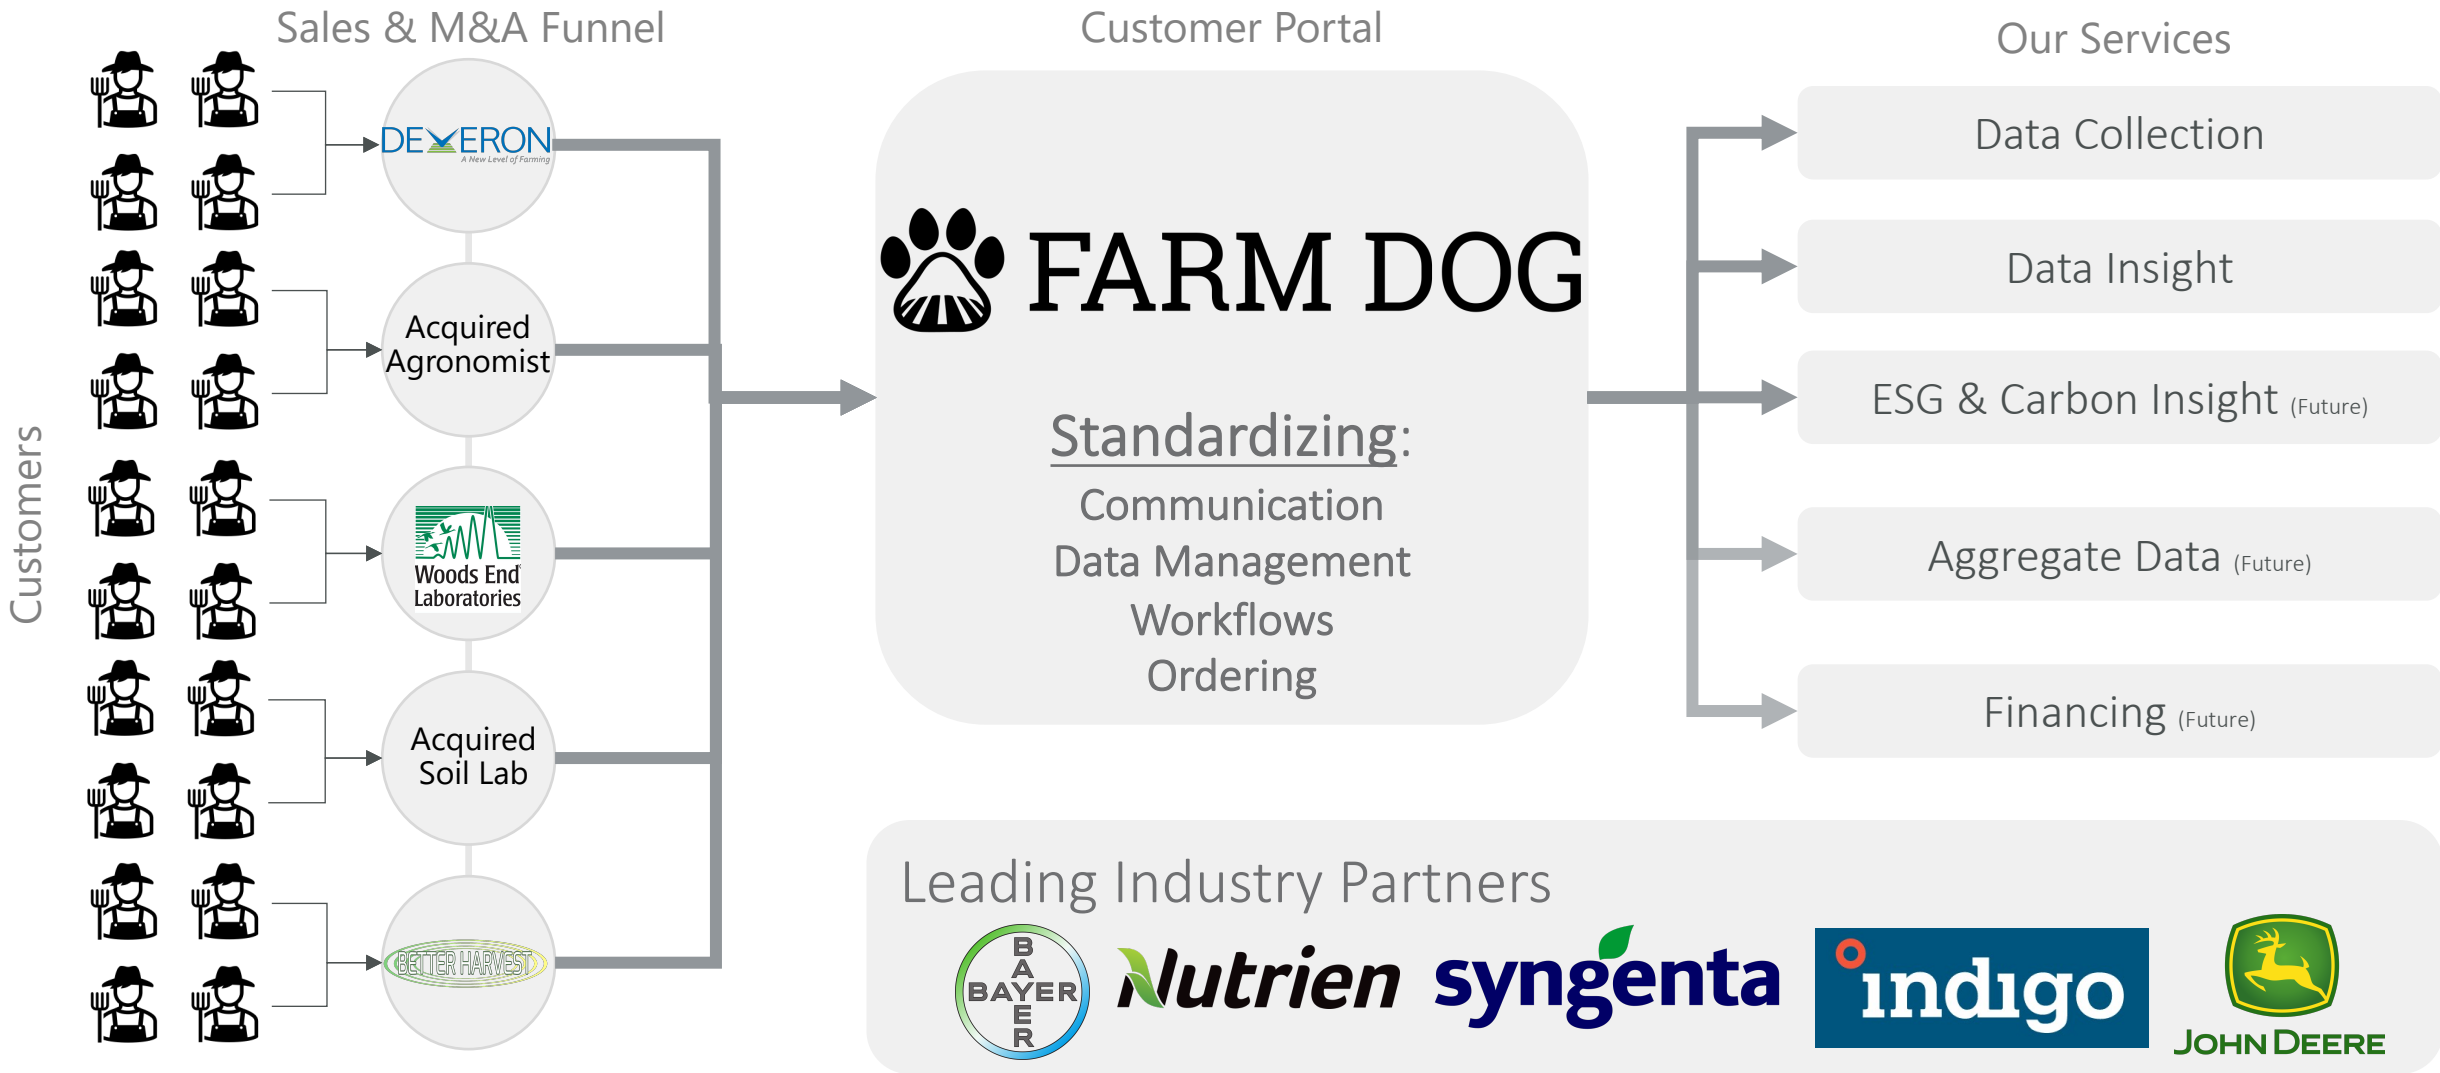 Sales & M&A Funnel
Customer Portal
Our Services
Customers
DEVERON
A New Level of Farming
Acquired
Agronomist
Woods End
Laboratories
Acquired
Soil Lab
BETTER HARVEST
FARM DOG
Standardizing:
Communication
Data Management
Workflows
Ordering
Data Collection
Data Insight
ESG & Carbon Insight (Future)
Aggregate Data (Future)
Financing (Future)
Leading Industry Partners
BAYER
BAYER
Nutrien
syngenta
indigo
JOHN DEERE